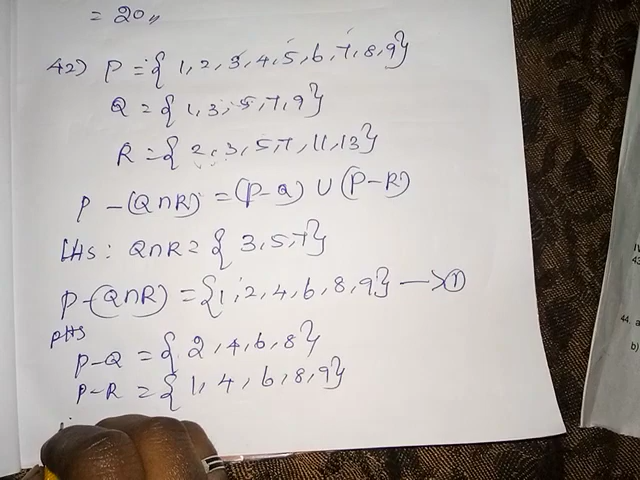 = 20,,
42) P = { 1, 2, 3, 4, 5, 6, 7, 8, 9}
Q = { 1, 3, 5, 7, 9}
R = { 2, 3, 5, 7, 11, 13}
P - (Q∩R) = (P-Q) ∪ (P-R)
LHS : Q∩R = { 3, 5, 7}
P-(Q∩R) = {1, 2, 4, 6, 8, 9} → ①
RHS
P-Q = { 2, 4, 6, 8}
P-R = { 1, 4, 6, 8, 9}
44. a
b)